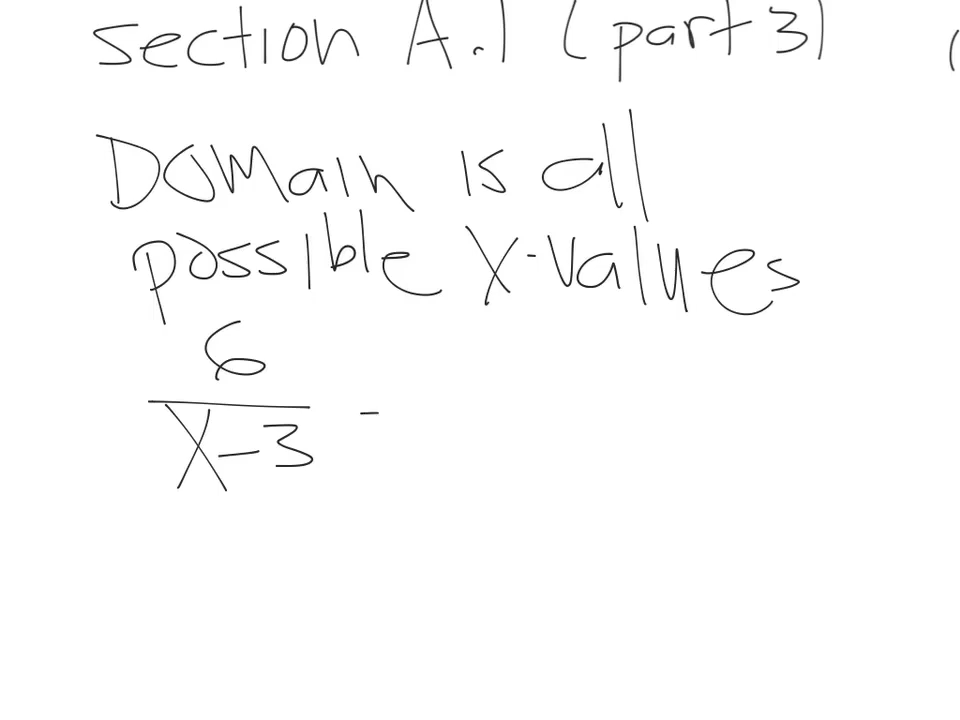 section A.1 (part 3) (
Domain is all
possible x-values
6
x-3 -